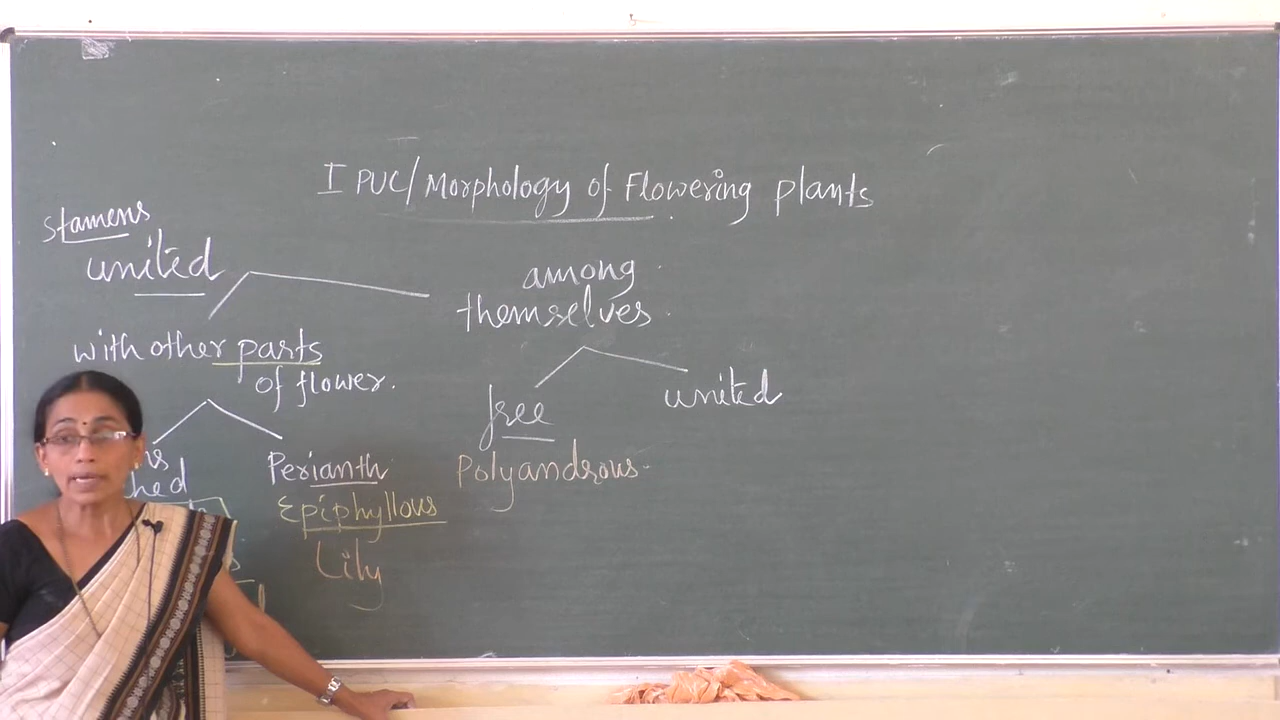 I PUC/Morphology of Flowering plants
stamens
united
among
themselves.
with other parts
of flower.
free
united
Perianth
Polyandrous.
Epiphyllous
Lily